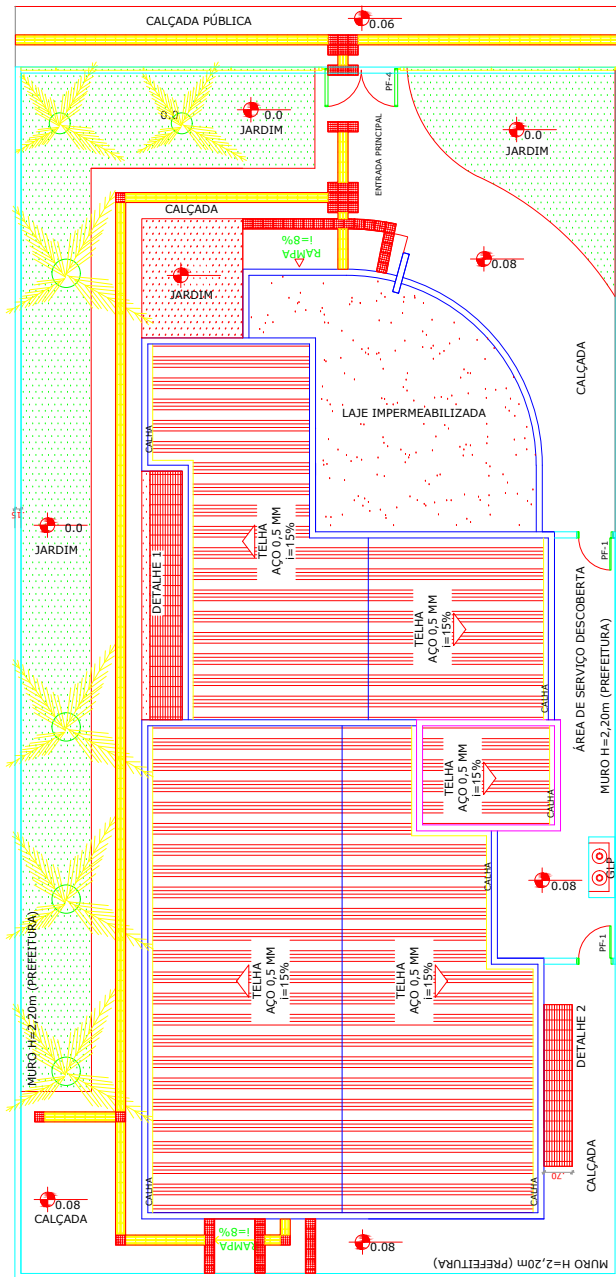 CALÇADA PÚBLICA
0.06
PF-4
0.0
0.0
JARDIM
0.0
JARDIM
ENTRADA PRINCIPAL
CALÇADA
RAMPA
i=8%
0.08
JARDIM
CALÇADA
LAJE IMPERMEABILIZADA
CALHA
0.0
JARDIM
TELHA
AÇO 0,5 MM
i=15%
DETALHE 1
TELHA
AÇO 0,5 MM
i=15%
PF-1
ÁREA DE SERVIÇO DESCOBERTA
MURO H=2,20m (PREFEITURA)
CALHA
TELHA
AÇO 0,5 MM
i=15%
CALHA
GLP
0.08
CALHA
MURO H=2,20m (PREFEITURA)
TELHA
AÇO 0,5 MM
i=15%
TELHA
AÇO 0,5 MM
i=15%
PF-1
DETALHE 2
.70
CALÇADA
0.08
CALÇADA
CALHA
CALHA
RAMPA
i=8%
0.08
MURO H=2,20m (PREFEITURA)